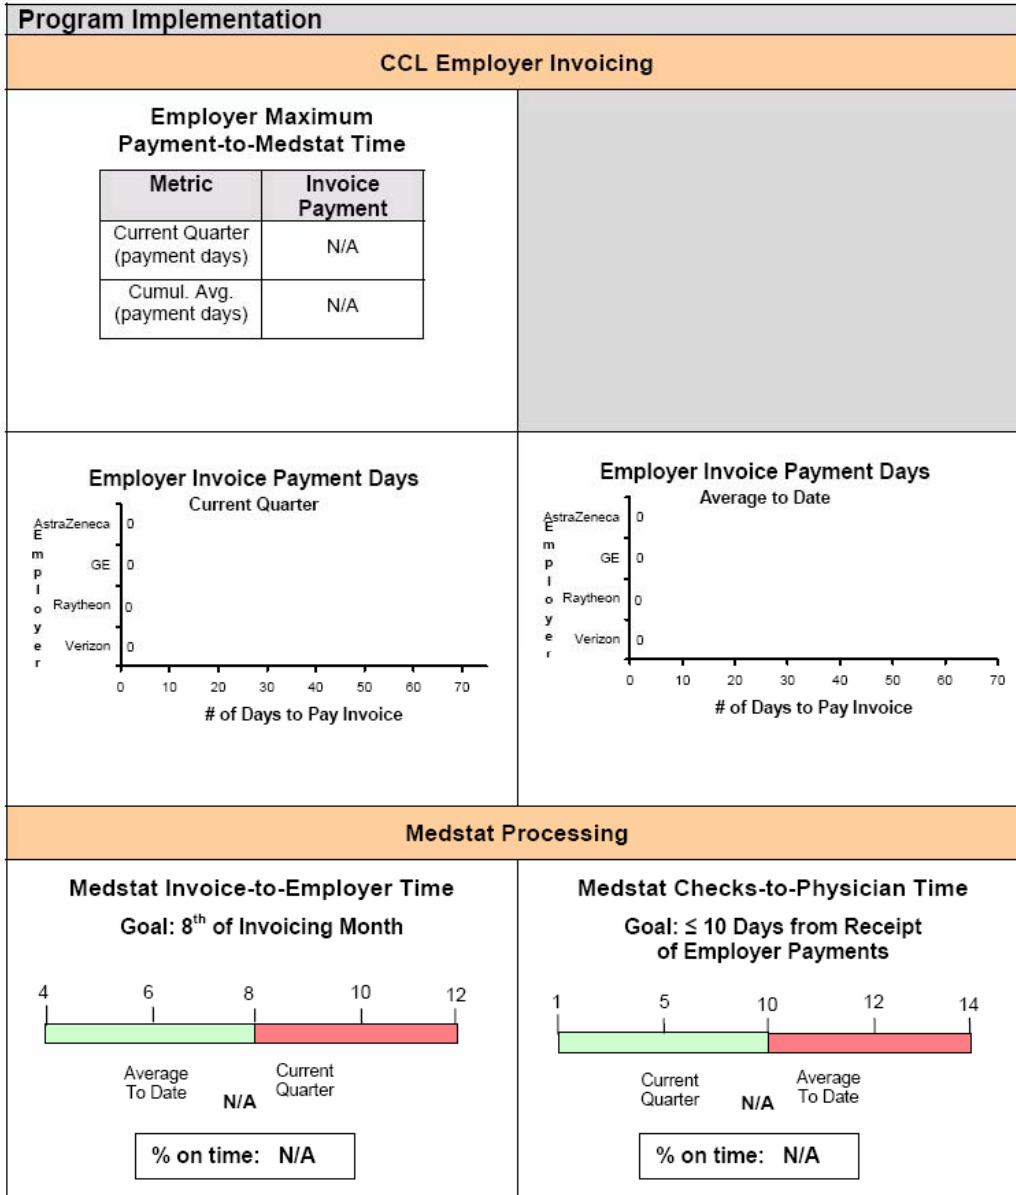 Program Implementation
CCL Employer Invoicing
Employer Maximum
Payment-to-Medstat Time
Metric Invoice Payment
Current Quarter (payment days) N/A
Cumul. Avg. (payment days) N/A
Employer Invoice Payment Days
Current Quarter
Employer
AstraZeneca 0
GE 0
Raytheon 0
Verizon 0
0 10 20 30 40 50 60 70
# of Days to Pay Invoice
Employer Invoice Payment Days
Average to Date
Employer
AstraZeneca 0
GE 0
Raytheon 0
Verizon 0
0 10 20 30 40 50 60 70
# of Days to Pay Invoice
Medstat Processing
Medstat Invoice-to-Employer Time
Goal: 8th of Invoicing Month
4 6 8 10 12
Average To Date
N/A
Current Quarter
% on time: N/A
Medstat Checks-to-Physician Time
Goal: ≤ 10 Days from Receipt
of Employer Payments
1 5 10 12 14
Current Quarter
N/A
Average To Date
% on time: N/A